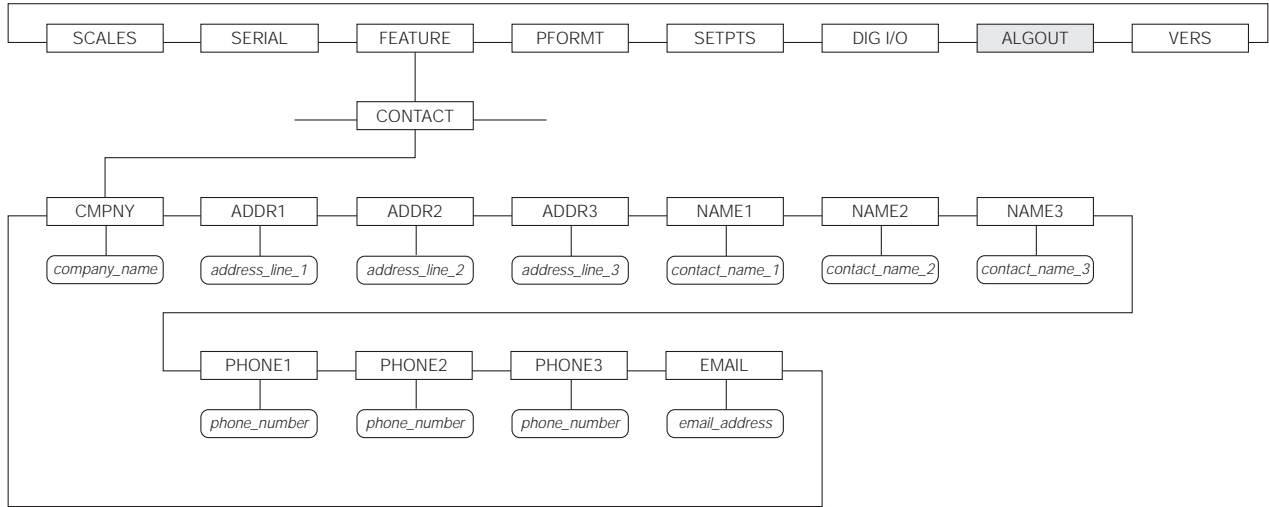 SCALES SERIAL FEATURE PFORMT SETPTS DIG I/O ALGOUT VERS
CONTACT
CMPNY ADDR1 ADDR2 ADDR3 NAME1 NAME2 NAME3
company_name address_line_1 address_line_2 address_line_3 contact_name_1 contact_name_2 contact_name_3
PHONE1 PHONE2 PHONE3 EMAIL
phone_number phone_number phone_number email_address